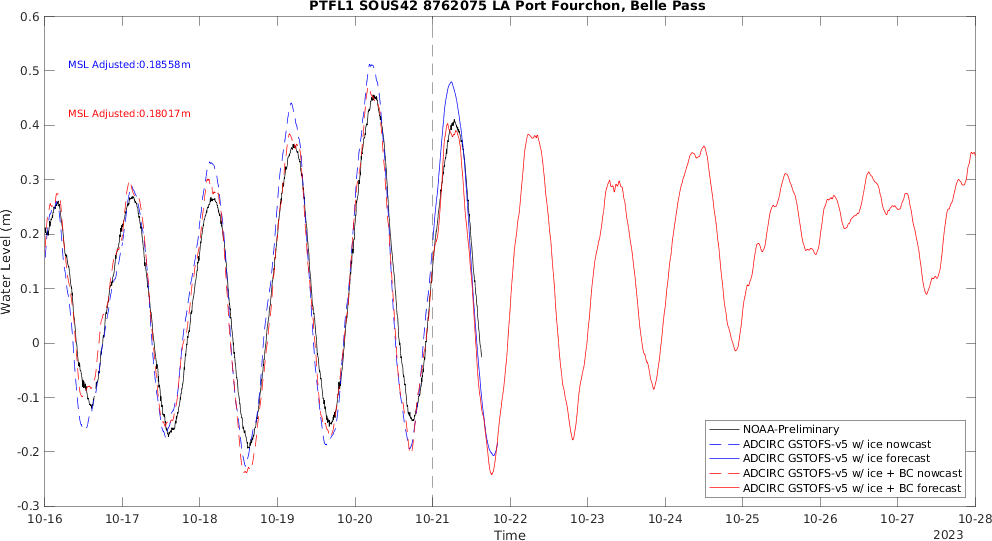 PTFL1 SOUS42 8762075 LA Port Fourchon, Belle Pass
0.6
0.5
0.4
0.3
0.2
0.1
0
-0.1
-0.2
-0.3
Water Level (m)
MSL Adjusted:0.18558m
MSL Adjusted:0.18017m
NOAA-Preliminary
ADCIRC GSTOFS-v5 w/ ice nowcast
ADCIRC GSTOFS-v5 w/ ice forecast
ADCIRC GSTOFS-v5 w/ ice + BC nowcast
ADCIRC GSTOFS-v5 w/ ice + BC forecast
10-16 10-17 10-18 10-19 10-20 10-21 10-22 10-23 10-24 10-25 10-26 10-27 10-28
Time
2023